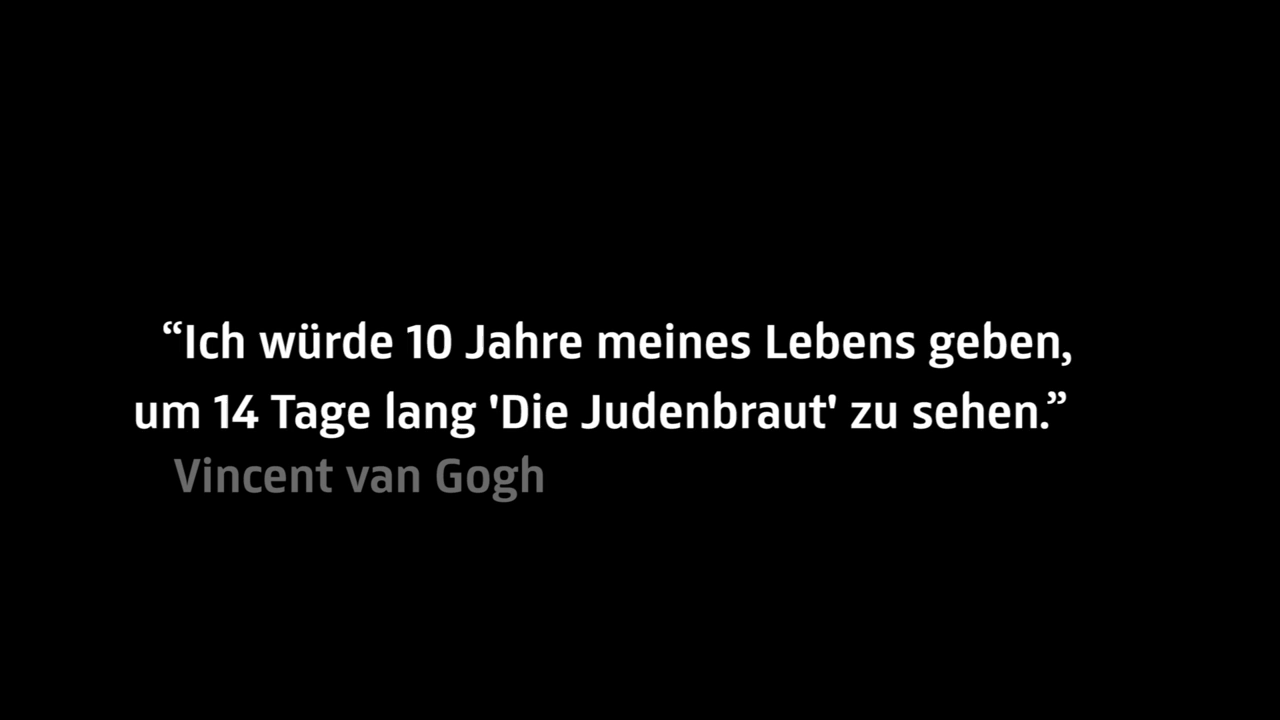 “Ich würde 10 Jahre meines Lebens geben,
um 14 Tage lang 'Die Judenbraut' zu sehen.”
Vincent van Gogh